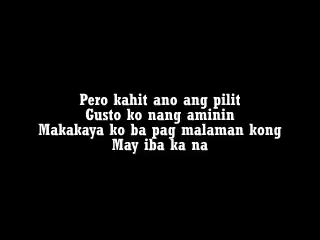 Pero kahit ano ang pilit
Gusto ko nang aminin
Makakaya ko ba pag malaman kong
May iba ka na